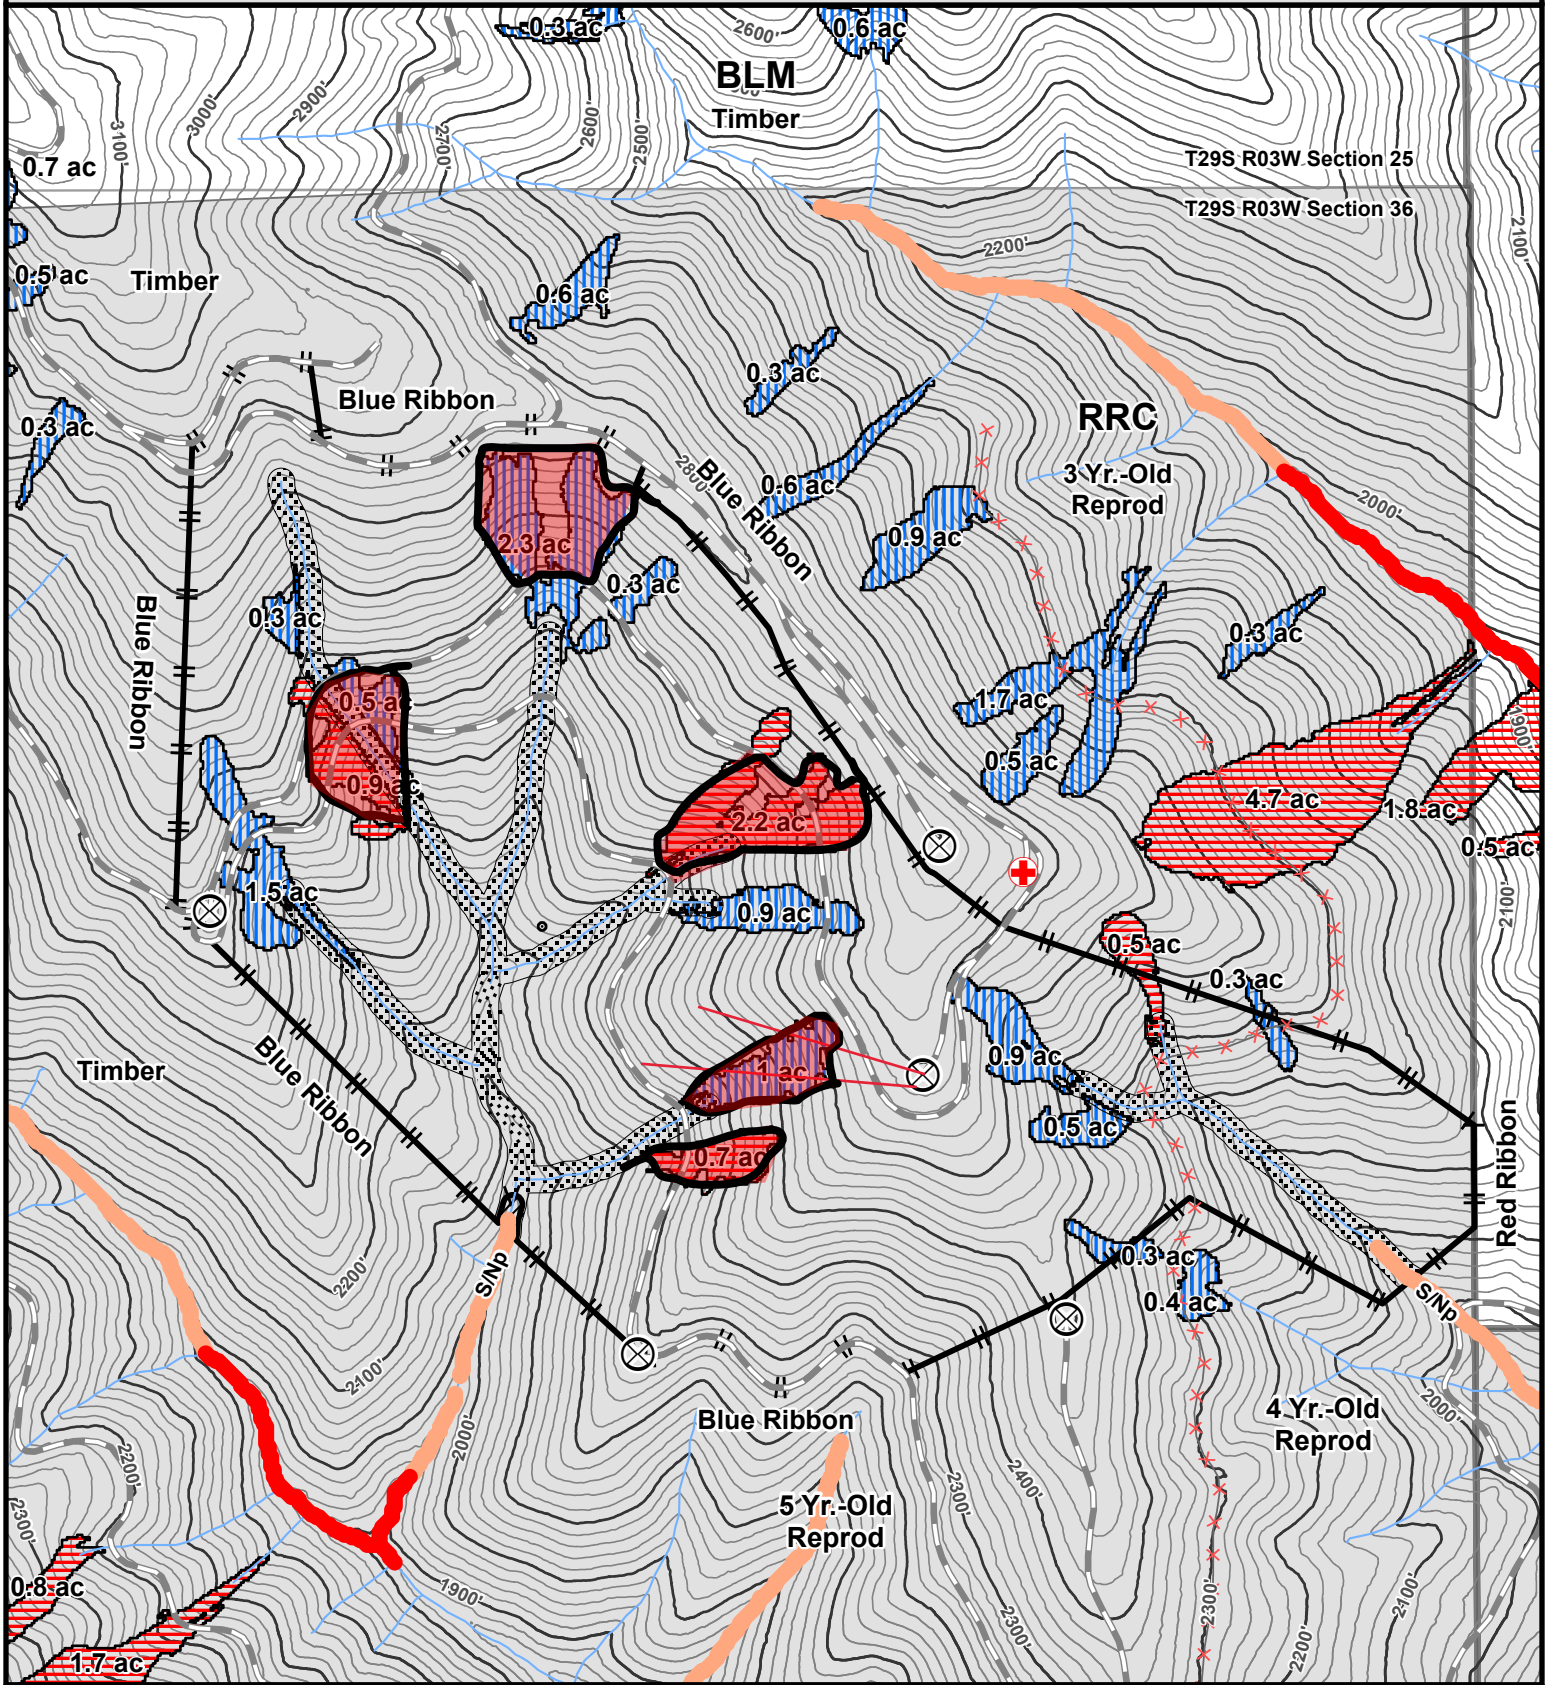 0.3 ac
0.6 ac
2600'
BLM
Timber
3100'
3000'
2900'
2700'
2600'
2500'
T29S R03W Section 25
T29S R03W Section 36
0.7 ac
2200'
2100'
0.5 ac
Timber
0.6 ac
0.3 ac
Blue Ribbon
0.3 ac
RRC
3 Yr.-Old
Reprod
2800'
Blue Ribbon
0.6 ac
0.9 ac
2000'
2.3 ac
0.3 ac
0.3 ac
Blue Ribbon
0.3 ac
0.5 ac
1.7 ac
1900'
0.9 ac
0.5 ac
2.2 ac
4.7 ac
1.8 ac
0.5 ac
1.5 ac
0.9 ac
2100'
0.5 ac
0.3 ac
Timber
Blue Ribbon
1 ac
0.9 ac
0.5 ac
0.7 ac
Red Ribbon
2200'
S/Np
0.3 ac
0.4 ac
S/Np
2100'
2000'
Blue Ribbon
4 Yr.-Old
Reprod
2000'
2200'
2300'
5 Yr.-Old
Reprod
2300'
2400'
0.8 ac
1900'
2300'
2300'
2200'
2100'
1.7 ac